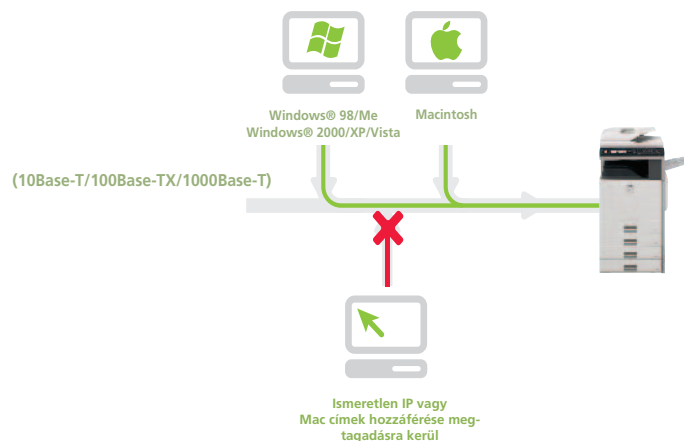 Windows® 98/Me
Windows® 2000/XP/Vista
Macintosh
(10Base-T/100Base-TX/1000Base-T)
Ismeretlen IP vagy
Mac címek hozzáférése meg-
tagadásra kerül